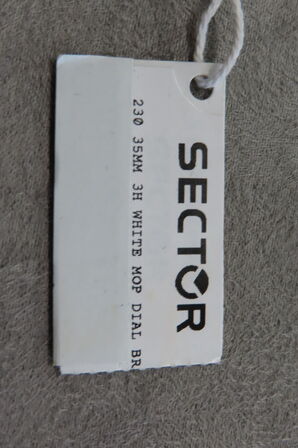 SECTOR
230 35MM 3H WHITE MOP DIAL BR